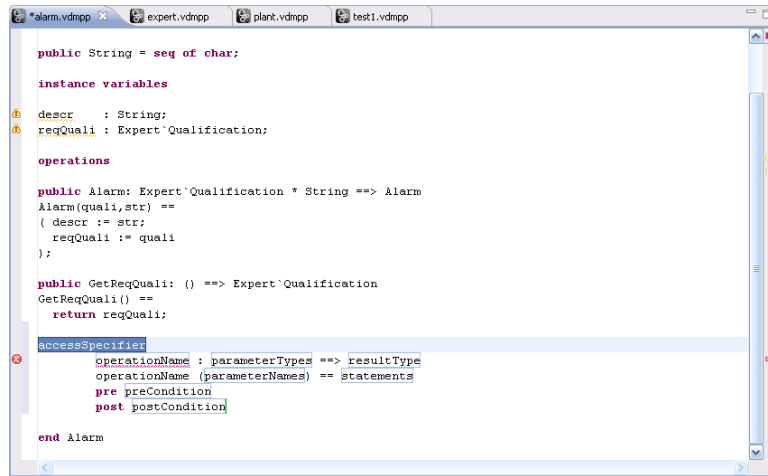 *alarm.vdmpp expert.vdmpp plant.vdmpp test1.vdmpp
public String = seq of char;
instance variables
descr : String;
reqQuali : Expert`Qualification;
operations
public Alarm: Expert`Qualification * String ==> Alarm
Alarm(quali,str) ==
( descr := str;
reqQuali := quali
);
public GetReqQuali: () ==> Expert`Qualification
GetReqQuali() ==
return reqQuali;
accessSpecifier
operationName : parameterTypes ==> resultType
operationName (parameterNames) == statements
pre preCondition
post postCondition
end Alarm